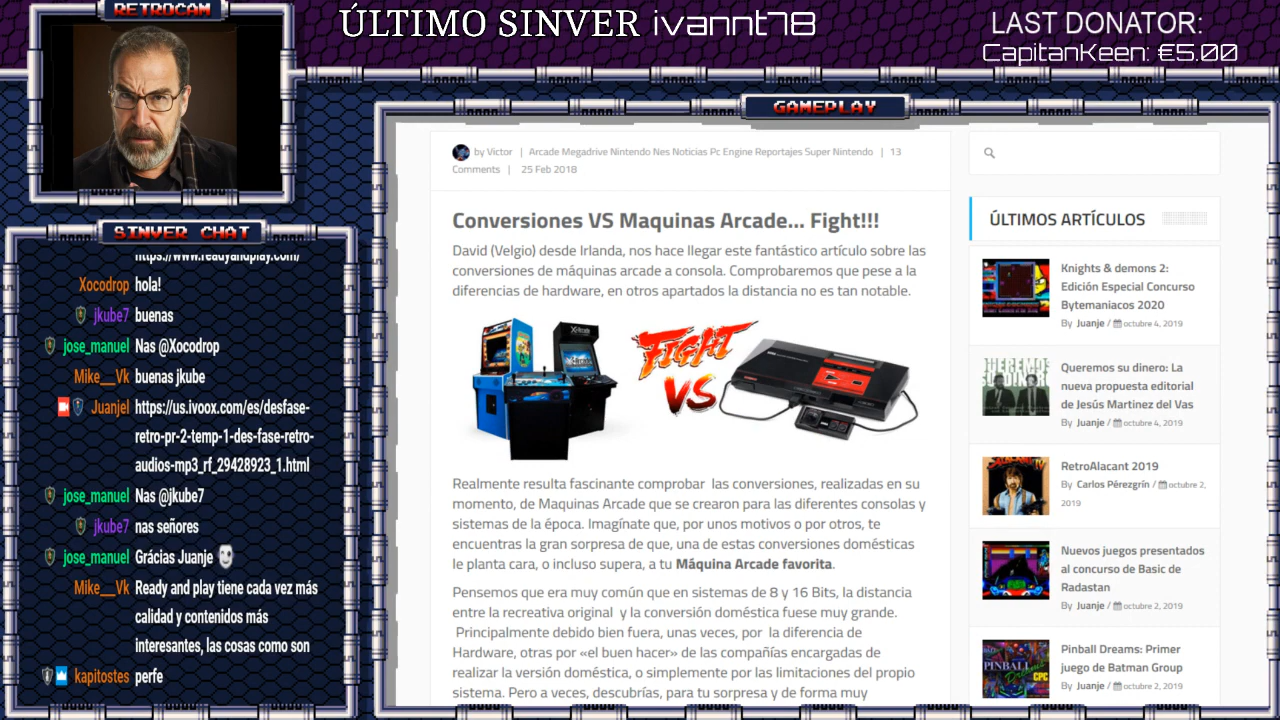 RETROCAM
ÚLTIMO SINVER ivannt78
LAST DONATOR:
CapitanKeen: €5.00
GAMEPLAY
SINVER CHAT
https://www.readyandplay.com/
Xocodrop hola!
jkube7 buenas
jose_manuel Nas @Xocodrop
Mike__Vk buenas jkube
Juanjel https://us.ivoox.com/es/desfase-
retro-pr-2-temp-1-des-fase-retro-
audios-mp3_rf_29428923_1.html
jose_manuel Nas @jkube7
jkube7 nas señores
jose_manuel Grácias Juanje
Mike__Vk Ready and play tiene cada vez más
calidad y contenidos más
interesantes, las cosas como son
kapitostes perfe
by Victor | Arcade Megadrive Nintendo Nes Noticias Pc Engine Reportajes Super Nintendo | 13
Comments | 25 Feb 2018
Conversiones VS Maquinas Arcade... Fight!!!
David (Velgio) desde Irlanda, nos hace llegar este fantástico artículo sobre las
conversiones de máquinas arcade a consola. Comprobaremos que pese a la
diferencias de hardware, en otros apartados la distancia no es tan notable.
FIGHT
VS
Realmente resulta fascinante comprobar las conversiones, realizadas en su
momento, de Maquinas Arcade que se crearon para las diferentes consolas y
sistemas de la época. Imagínate que, por unos motivos o por otros, te
encuentras la gran sorpresa de que, una de estas conversiones domésticas
le planta cara, o incluso supera, a tu Máquina Arcade favorita.
Pensemos que era muy común que en sistemas de 8 y 16 Bits, la distancia
entre la recreativa original y la conversión doméstica fuese muy grande.
Principalmente debido bien fuera, unas veces, por la diferencia de
Hardware, otras por «el buen hacer» de las compañías encargadas de
realizar la versión doméstica, o simplemente por las limitaciones del propio
sistema. Pero a veces, descubrías, para tu sorpresa y de forma muy
ÚLTIMOS ARTÍCULOS
Knights & demons 2:
Edición Especial Concurso
Bytemaniacos 2020
By Juanje / octubre 4, 2019
Queremos su dinero: La
nueva propuesta editorial
de Jesús Martinez del Vas
By Juanje / octubre 4, 2019
RetroAlacant 2019
By Carlos Pérezgrín / octubre 2,
2019
Nuevos juegos presentados
al concurso de Basic de
Radastan
By Juanje / octubre 2, 2019
PINBALL
CPC
Pinball Dreams: Primer
juego de Batman Group
By Juanje / octubre 2, 2019